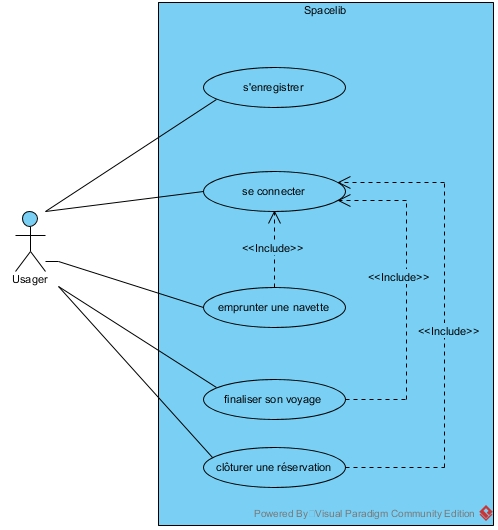 Spacelib
s'enregistrer
se connecter
<<Include>>
Usager
<<Include>>
emprunter une navette
<<Include>>
finaliser son voyage
clôturer une réservation
Powered By Visual Paradigm Community Edition